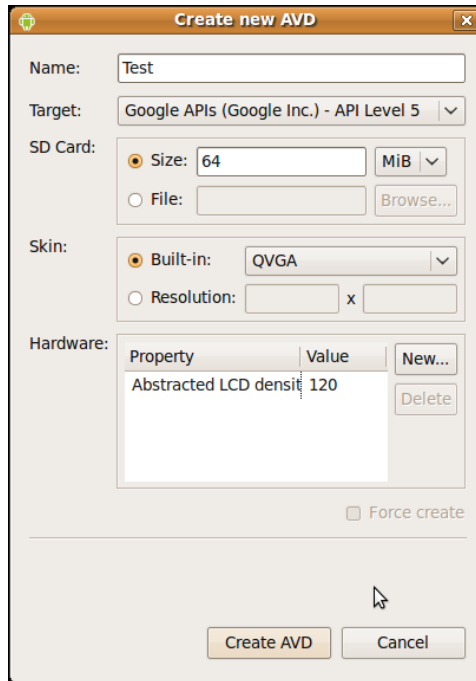 Create new AVD
Name: Test
Target: Google APIs (Google Inc.) - API Level 5
SD Card:
Size: 64 MiB
File: Browse...
Skin:
Built-in: QVGA
Resolution: x
Hardware:
Property Value New...
Abstracted LCD densit 120
Delete
Force create
Create AVD Cancel